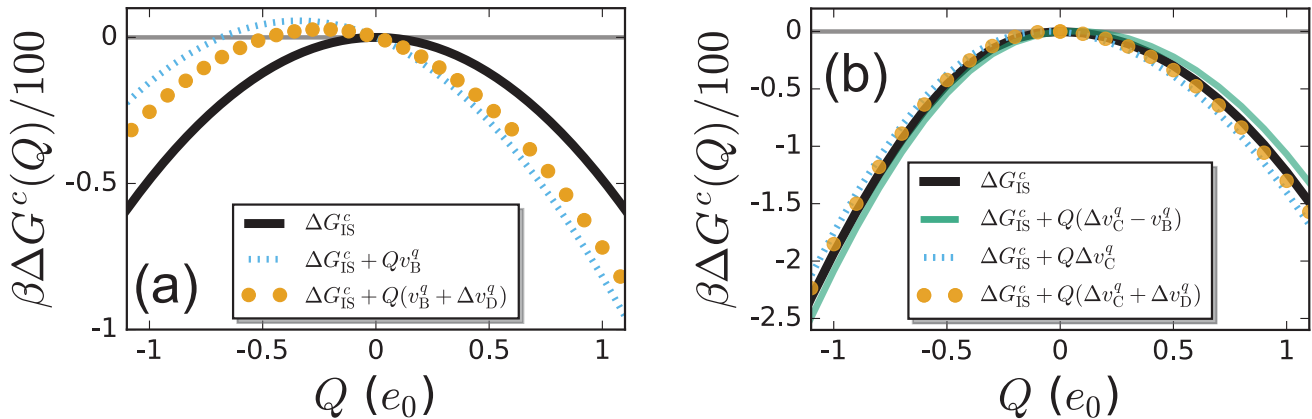 βΔG^c(Q)/100
0
-0.5
-1
(a)
ΔG^c_IS
ΔG^c_IS + Qv^q_B
ΔG^c_IS + Q(v^q_B + Δv^q_D)
-1 -0.5 0 0.5 1
Q (e_0)
βΔG^c(Q)/100
0
-0.5
-1
-1.5
-2
-2.5
(b)
ΔG^c_IS
ΔG^c_IS + Q(Δv^q_C − v^q_B)
ΔG^c_IS + QΔv^q_C
ΔG^c_IS + Q(Δv^q_C + Δv^q_D)
-1 -0.5 0 0.5 1
Q (e_0)